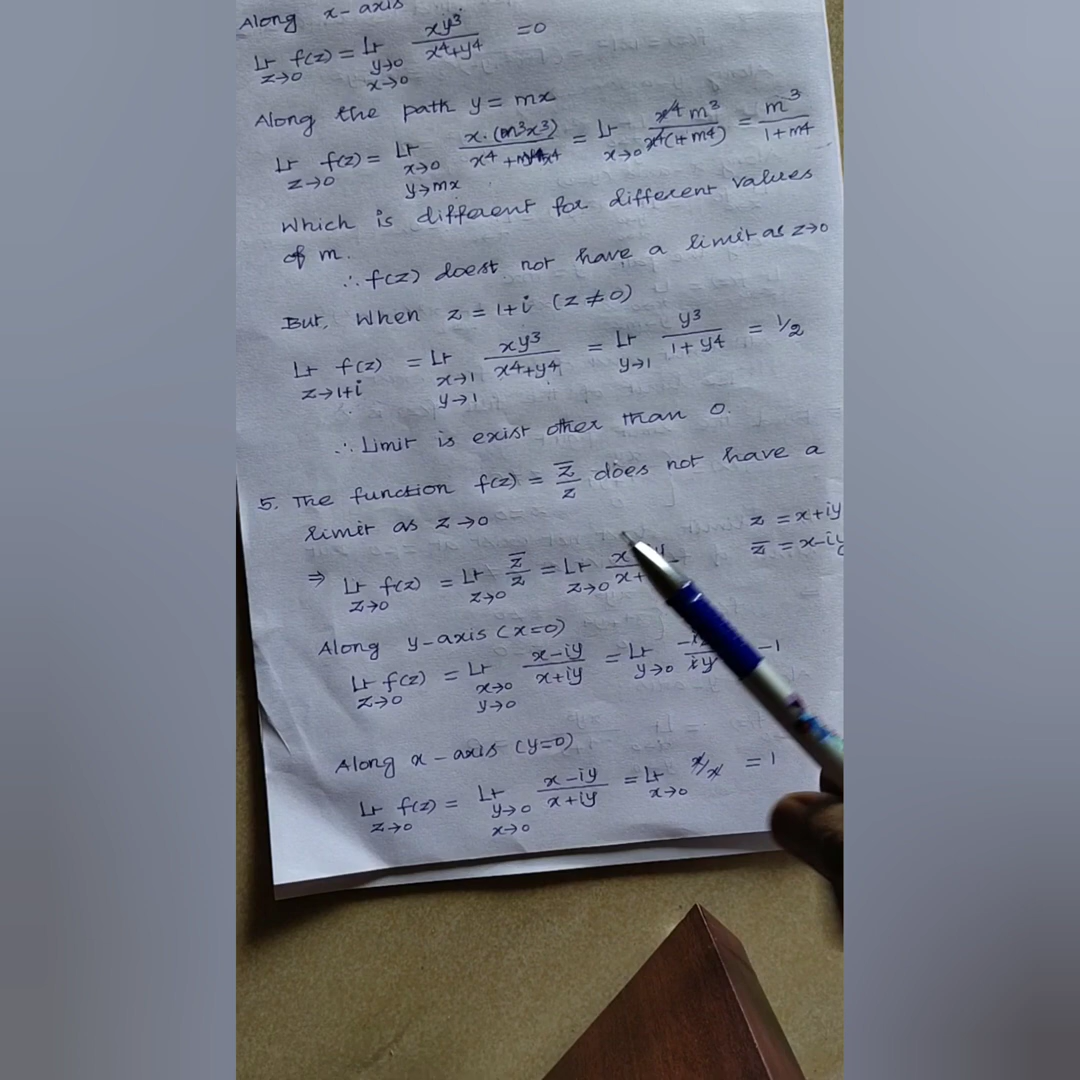 Along x-axis
Lt z→0 f(z) = Lt y→0 x→0 xy³/x⁴+y⁴ = 0
Along the path y = mx
Lt z→0 f(z) = Lt x→0 y→mx x·(m³x³)/x⁴+m⁴x⁴ = Lt x→0 x⁴m³/x⁴(1+m⁴) = m³/1+m⁴
Which is different for different values
of m.
∴ f(z) doest not have a limit as z→0
But, When z = 1+i (z≠0)
Lt z→1+i f(z) = Lt x→1 y→1 xy³/x⁴+y⁴ = Lt y→1 y³/1+y⁴ = 1/2
∴ Limit is exist other than 0.
5. The function f(z) = z̅/z does not have a
limit as z→0
z = x+iy
z̅ = x-iy
⇒ Lt z→0 f(z) = Lt z→0 z̅/z = Lt z→0 x y/x+
Along y-axis (x=0)
Lt z→0 f(z) = Lt x→0 y→0 x-iy/x+iy = Lt y→0 -i/iy -1
Along x-axis (y=0)
Lt z→0 f(z) = Lt y→0 x→0 x-iy/x+iy = Lt x→0 x/x = 1